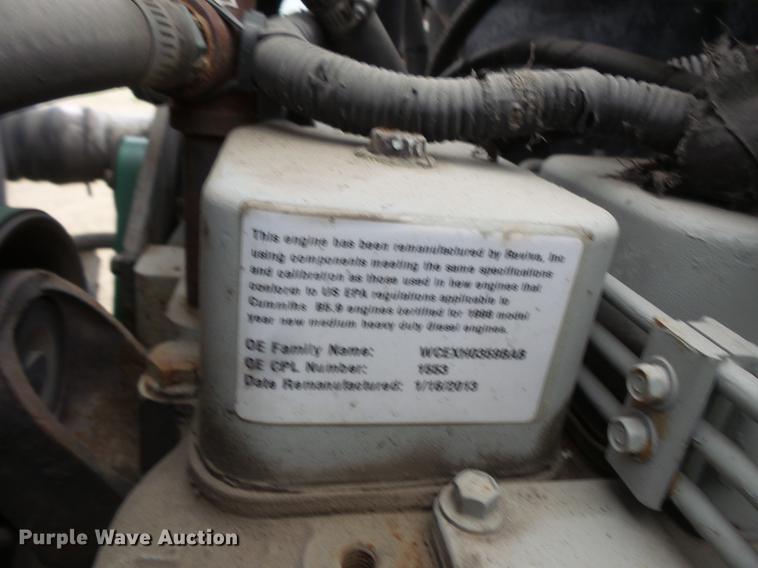 This engine has been remanufactured by Reviva, Inc
using components meeting the same specifications
and calibration as those used in new engines that
conform to US EPA regulations applicable to
Cummins B5.9 engines certified for 1998 model
year new medium heavy duty diesel engines.
OE Family Name: WCEXH0359BAB
OE CPL Number: 1553
Date Remanufactured: 1/16/2013
Purple Wave Auction